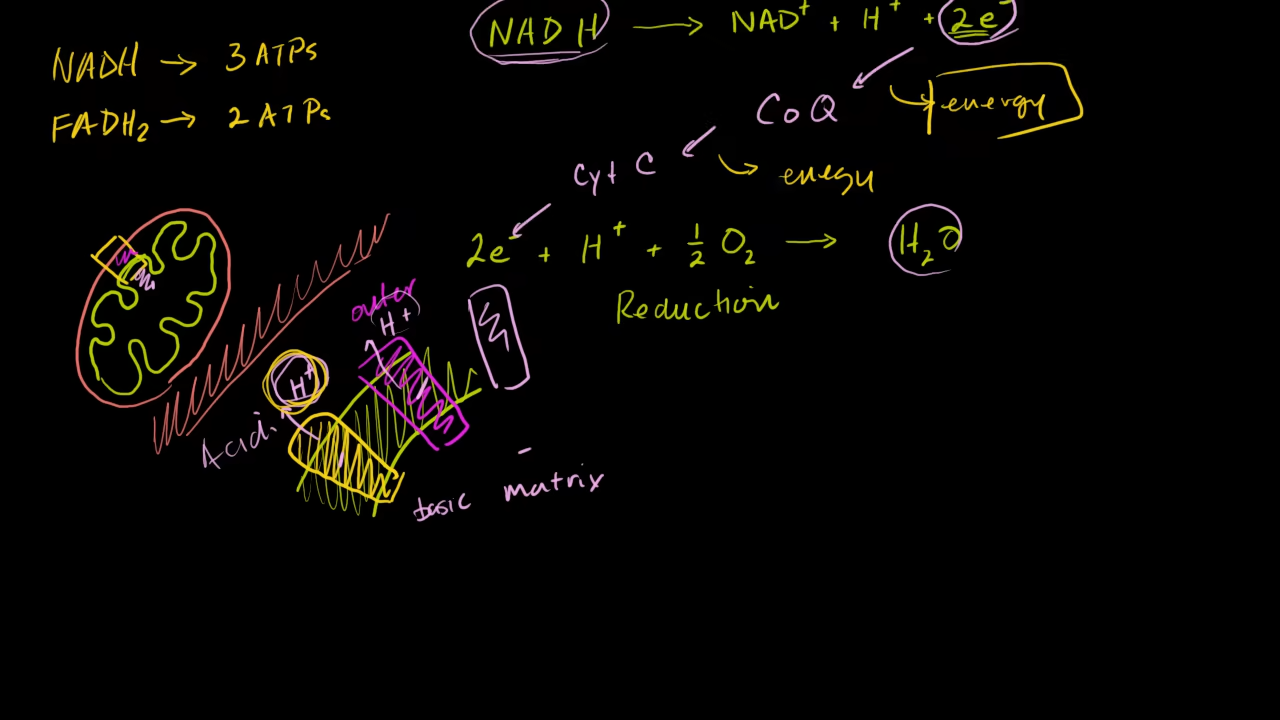 NADH → NAD⁺ + H⁺ + 2e⁻
NADH → 3 ATPs
FADH₂ → 2 ATPs
CoQ
energy
Cyt C
energy
2e⁻ + H⁺ + ½ O₂ → H₂O
Reduction
outer
H⁺
H⁺
Acidi
basic matrix